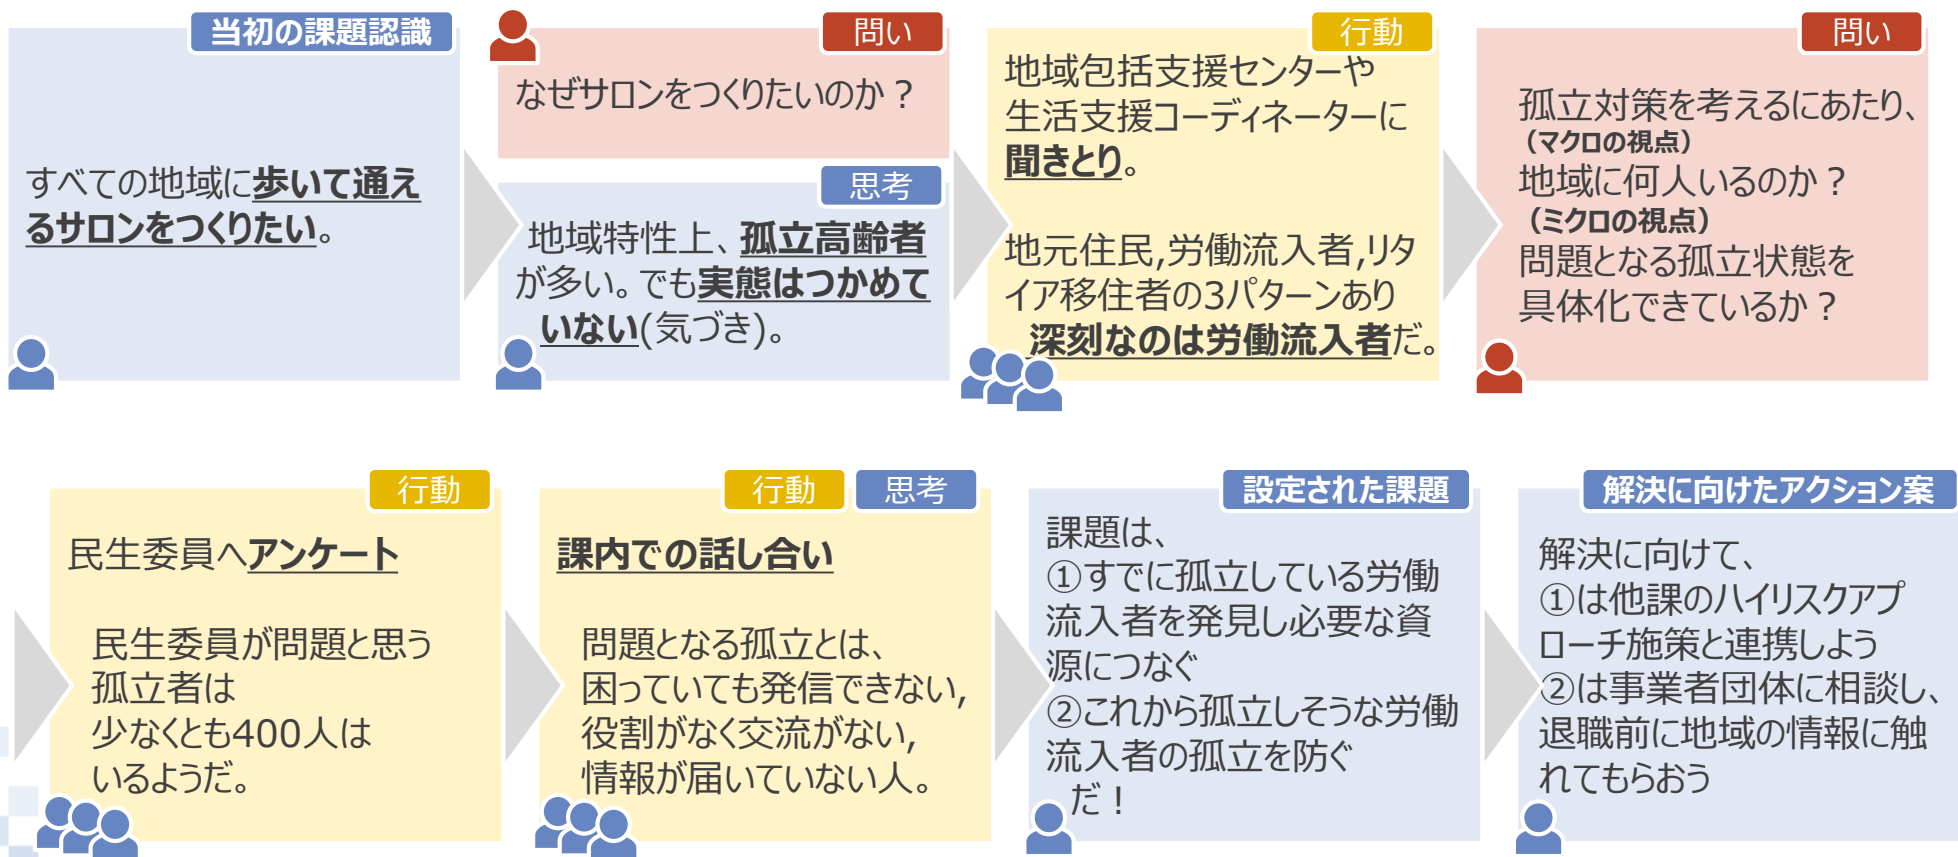 当初の課題認識
すべての地域に歩いて通え
るサロンをつくりたい。
問い
なぜサロンをつくりたいのか？
思考
地域特性上、孤立高齢者
が多い。でも実態はつかめて
いない(気づき)。
行動
地域包括支援センターや
生活支援コーディネーターに
聞きとり。
地元住民,労働流入者,リタ
イア移住者の3パターンあり
深刻なのは労働流入者だ。
問い
孤立対策を考えるにあたり、
（マクロの視点）
地域に何人いるのか？
（ミクロの視点）
問題となる孤立状態を
具体化できているか？
行動
民生委員へアンケート
民生委員が問題と思う
孤立者は
少なくとも400人は
いるようだ。
行動 思考
課内での話し合い
問題となる孤立とは、
困っていても発信できない,
役割がなく交流がない,
情報が届いていない人。
設定された課題
課題は、
①すでに孤立している労働
流入者を発見し必要な資
源につなぐ
②これから孤立しそうな労働
流入者の孤立を防ぐ
だ！
解決に向けたアクション案
解決に向けて、
①は他課のハイリスクアプ
ローチ施策と連携しよう
②は事業者団体に相談し、
退職前に地域の情報に触
れてもらおう